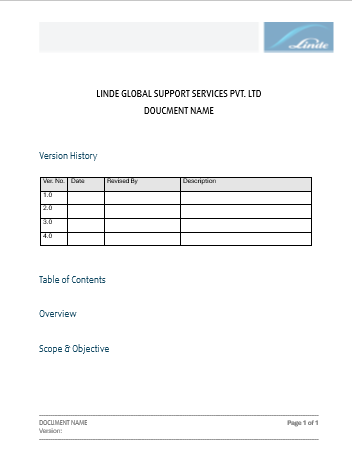 Linde
LINDE GLOBAL SUPPORT SERVICES PVT. LTD
DOUCMENT NAME
Version History
Ver. No. Date Revised By Description
1.0
2.0
3.0
4.0
Table of Contents
Overview
Scope & Objective
DOCUMENT NAME Page 1 of 1
Version: